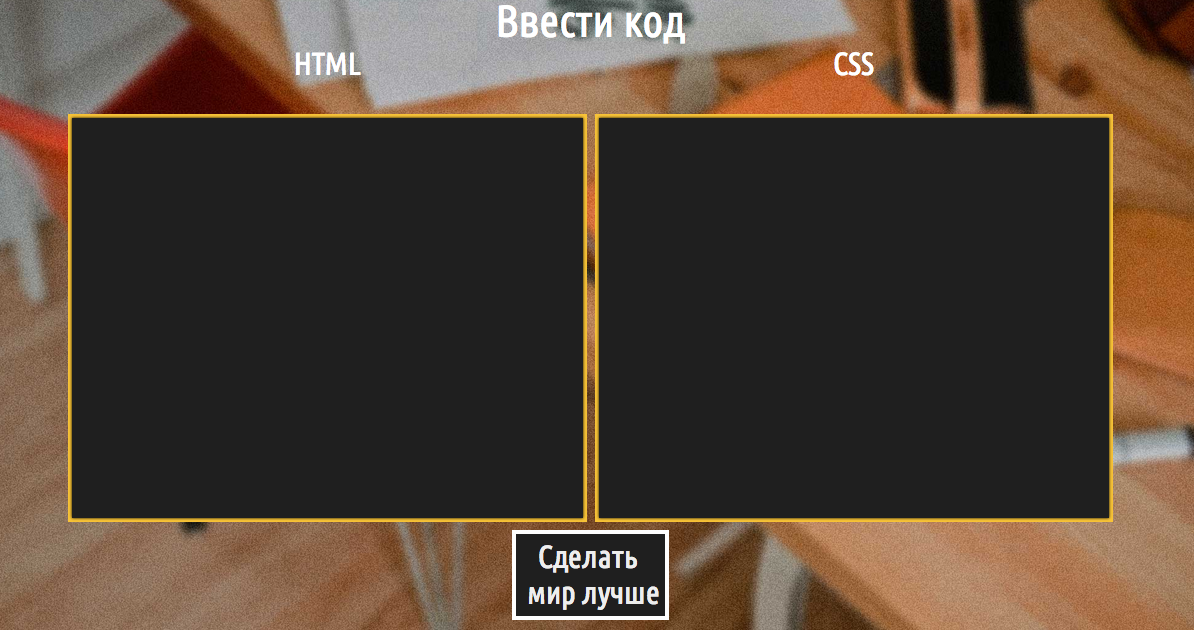 Ввести код
HTML
CSS
Сделать
мир лучше